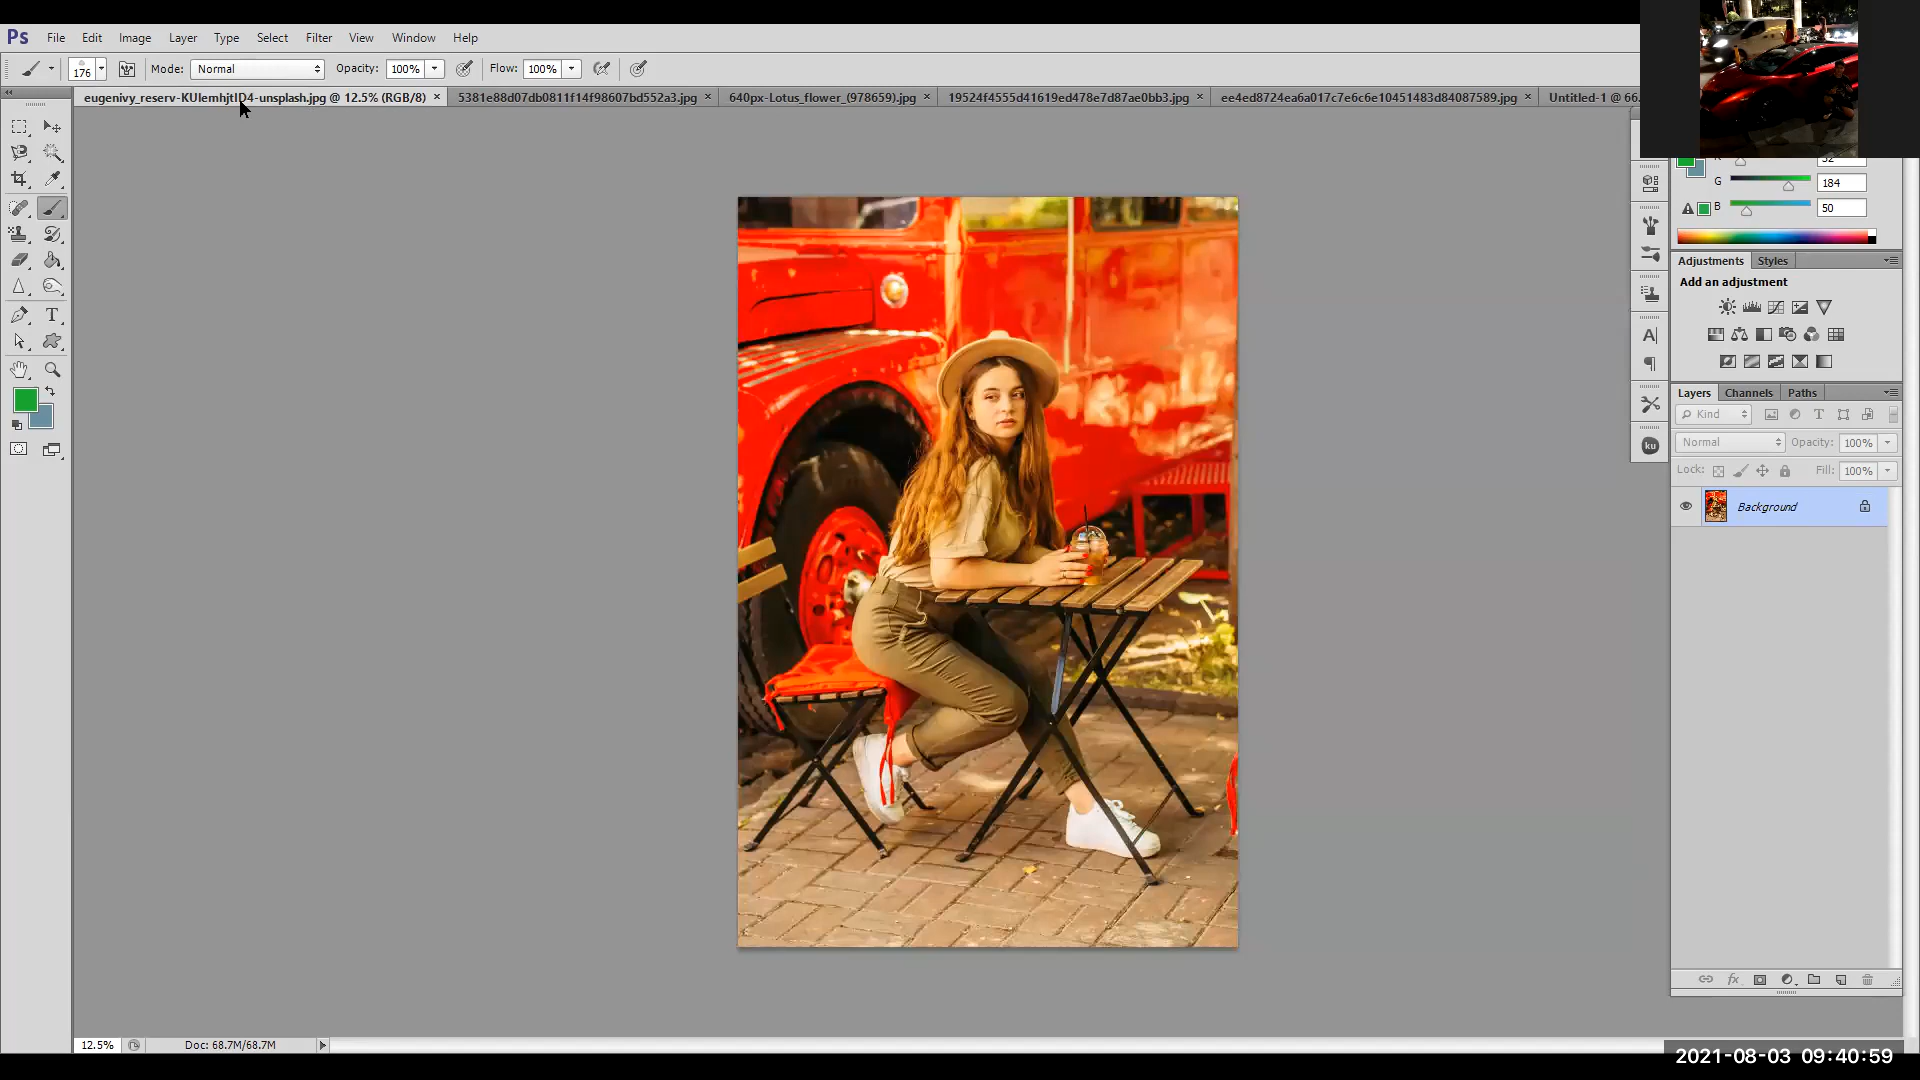 Ps File Edit Image Layer Type Select Filter View Window Help
176 Mode: Normal Opacity: 100% Flow: 100%
eugenivy_reserv-KUlemhjtID4-unsplash.jpg @ 12.5% (RGB/8) × 5381e88d07db0811f14f98607bd552a3.jpg × 640px-Lotus_flower_(978659).jpg × 19524f4555d41619ed478e7d87ae0bb3.jpg × ee4ed8724ea6a017c7e6c6e10451483d84087589.jpg × Untitled-1 @ 66.
G 184
B 50
Adjustments Styles
Add an adjustment
Layers Channels Paths
Kind
Normal Opacity: 100%
Lock: Fill: 100%
Background
ku
fx
12.5% Doc: 68.7M/68.7M
2021-08-03 09:40:59